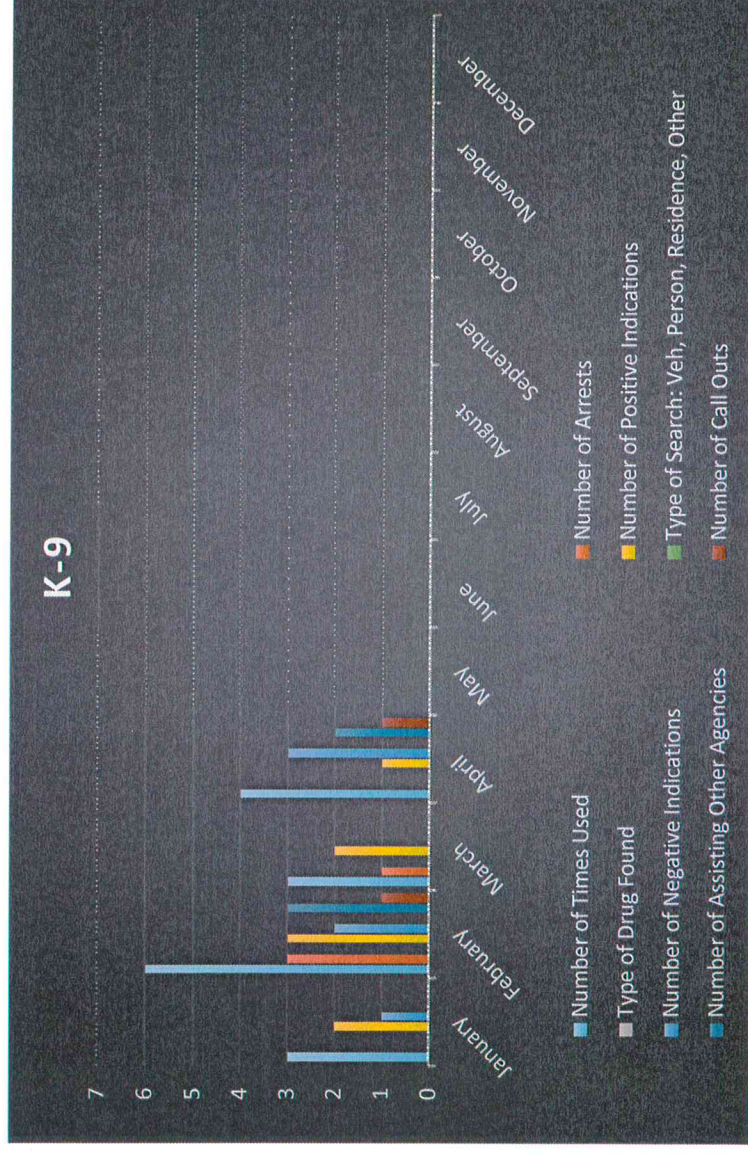 K-9
7
6
5
4
3
2
1
0
January
February
March
April
May
June
July
August
September
October
November
December
Number of Times Used
Number of Arrests
Type of Drug Found
Number of Positive Indications
Number of Negative Indications
Type of Search: Veh, Person, Residence, Other
Number of Assisting Other Agencies
Number of Call Outs